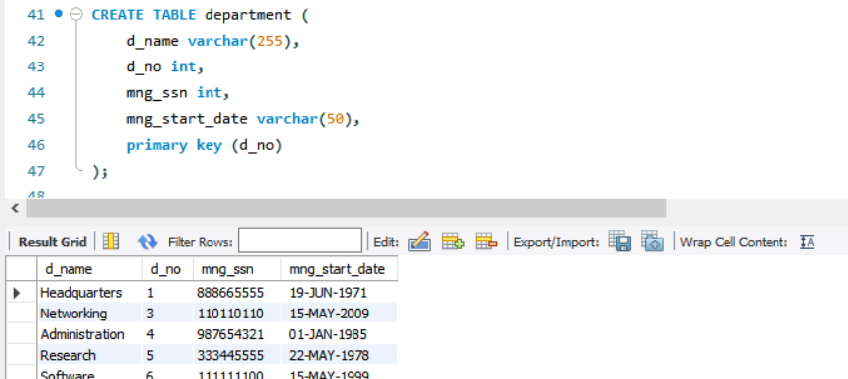 41 CREATE TABLE department (
42 d_name varchar(255),
43 d_no int,
44 mng_ssn int,
45 mng_start_date varchar(50),
46 primary key (d_no)
47 );
48
Result Grid Filter Rows: Edit: Export/Import: Wrap Cell Content: IA
d_name d_no mng_ssn mng_start_date
Headquarters 1 888665555 19-JUN-1971
Networking 3 110110110 15-MAY-2009
Administration 4 987654321 01-JAN-1985
Research 5 333445555 22-MAY-1978
Software 6 111111100 15-MAY-1999